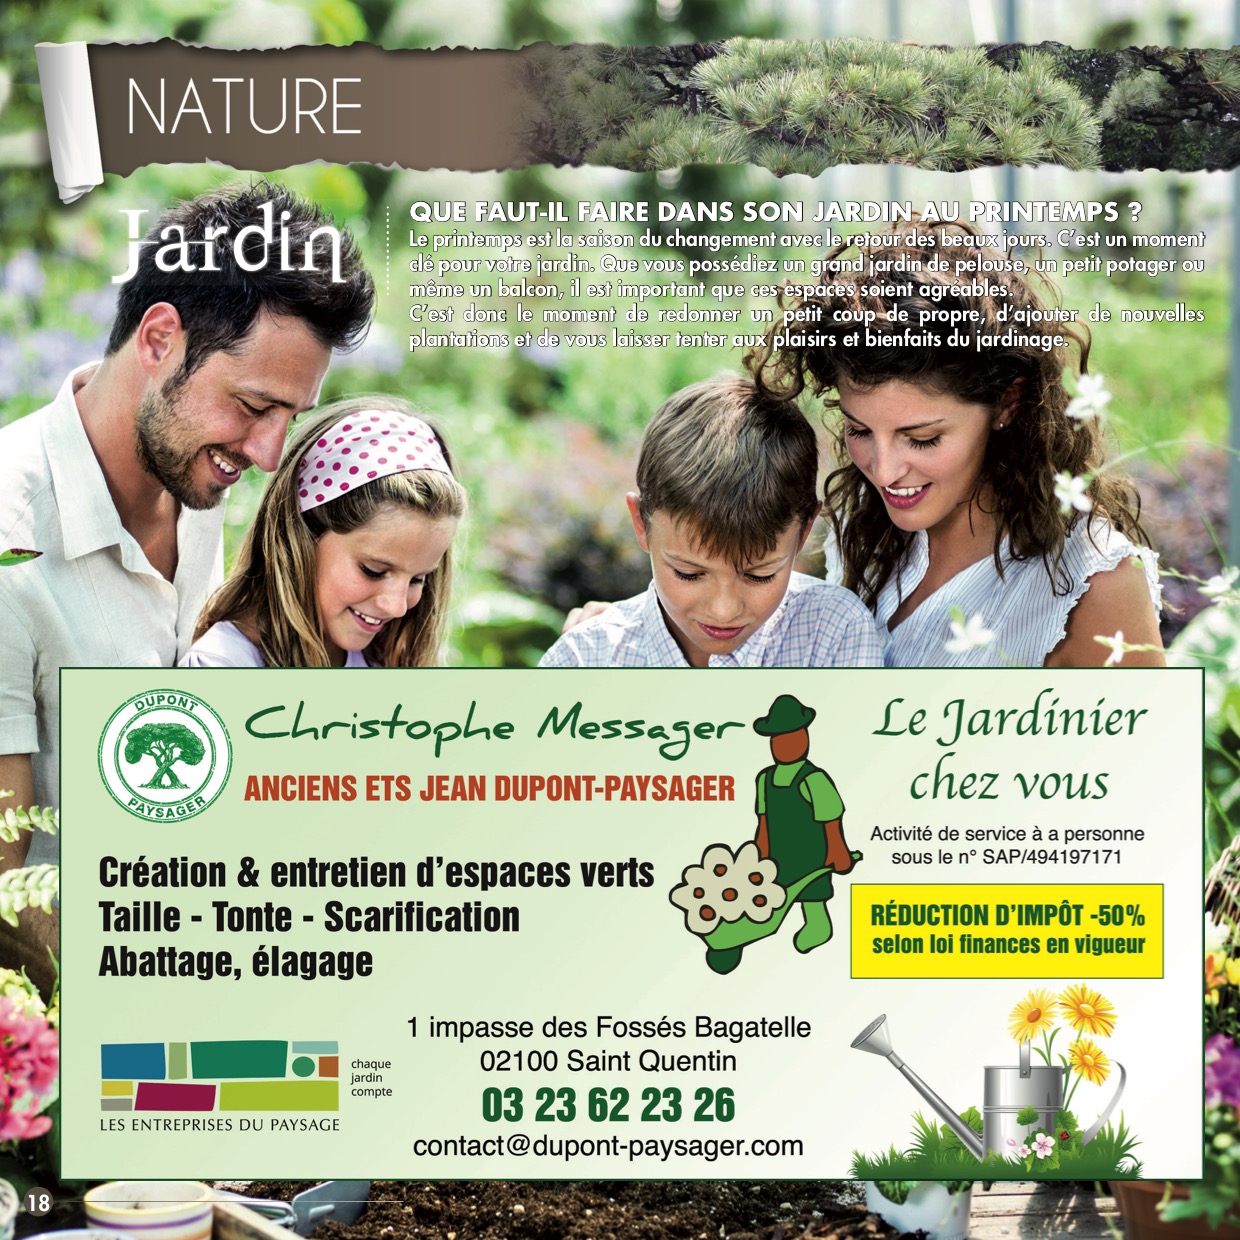 NATURE
Jardin
QUE FAUT-IL FAIRE DANS SON JARDIN AU PRINTEMPS ?
Le printemps est la saison du changement avec le retour des beaux jours. C'est un moment
clé pour votre jardin. Que vous possédiez un grand jardin de pelouse, un petit potager ou
même un balcon, il est important que ces espaces soient agréables.
C'est donc le moment de redonner un petit coup de propre, d'ajouter de nouvelles
plantations et de vous laisser tenter aux plaisirs et bienfaits du jardinage.
DUPONT
PAYSAGER
Christophe Messager
ANCIENS ETS JEAN DUPONT-PAYSAGER
Le Jardinier
chez vous
Activité de service à a personne
sous le n° SAP/494197171
RÉDUCTION D'IMPÔT -50%
selon loi finances en vigueur
Création & entretien d'espaces verts
Taille - Tonte - Scarification
Abattage, élagage
chaque
jardin
compte
LES ENTREPRISES DU PAYSAGE
1 impasse des Fossés Bagatelle
02100 Saint Quentin
03 23 62 23 26
contact@dupont-paysager.com
18